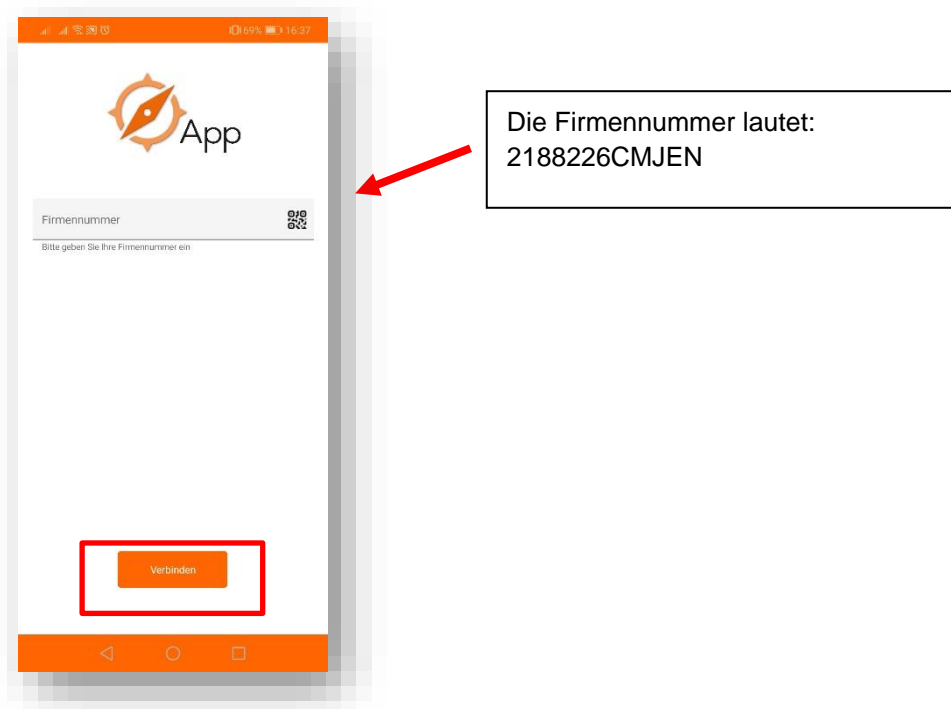 69% 16:37
App
Firmennummer
Bitte geben Sie Ihre Firmennummer ein
Verbinden
Die Firmennummer lautet:
2188226CMJEN